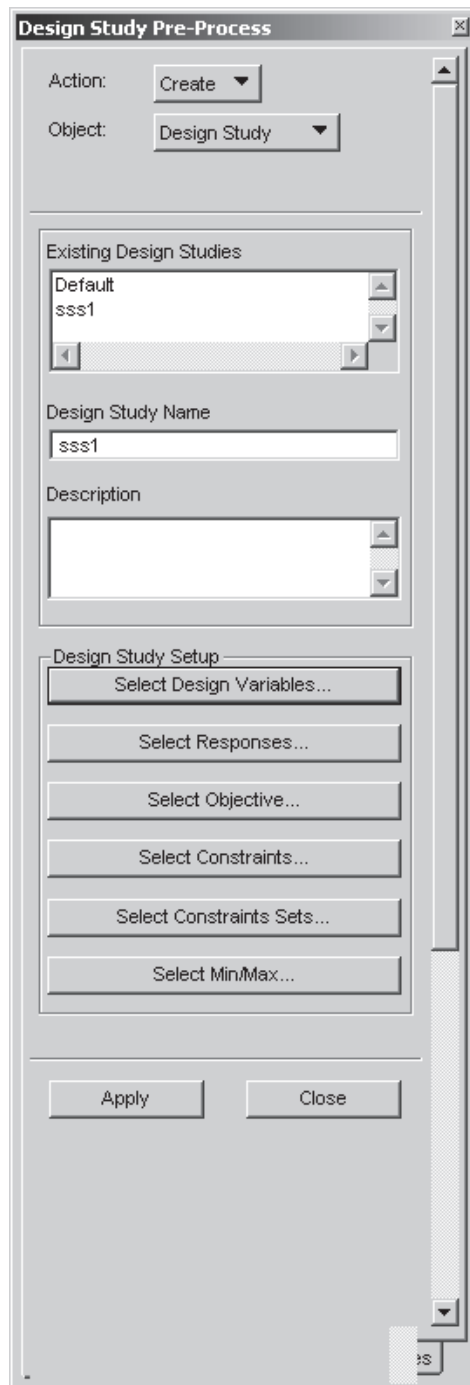 Design Study Pre-Process
Action: Create
Object: Design Study
Existing Design Studies
Default
sss1
Design Study Name
sss1
Description
Design Study Setup
Select Design Variables...
Select Responses...
Select Objective...
Select Constraints...
Select Constraints Sets...
Select Min/Max...
Apply Close